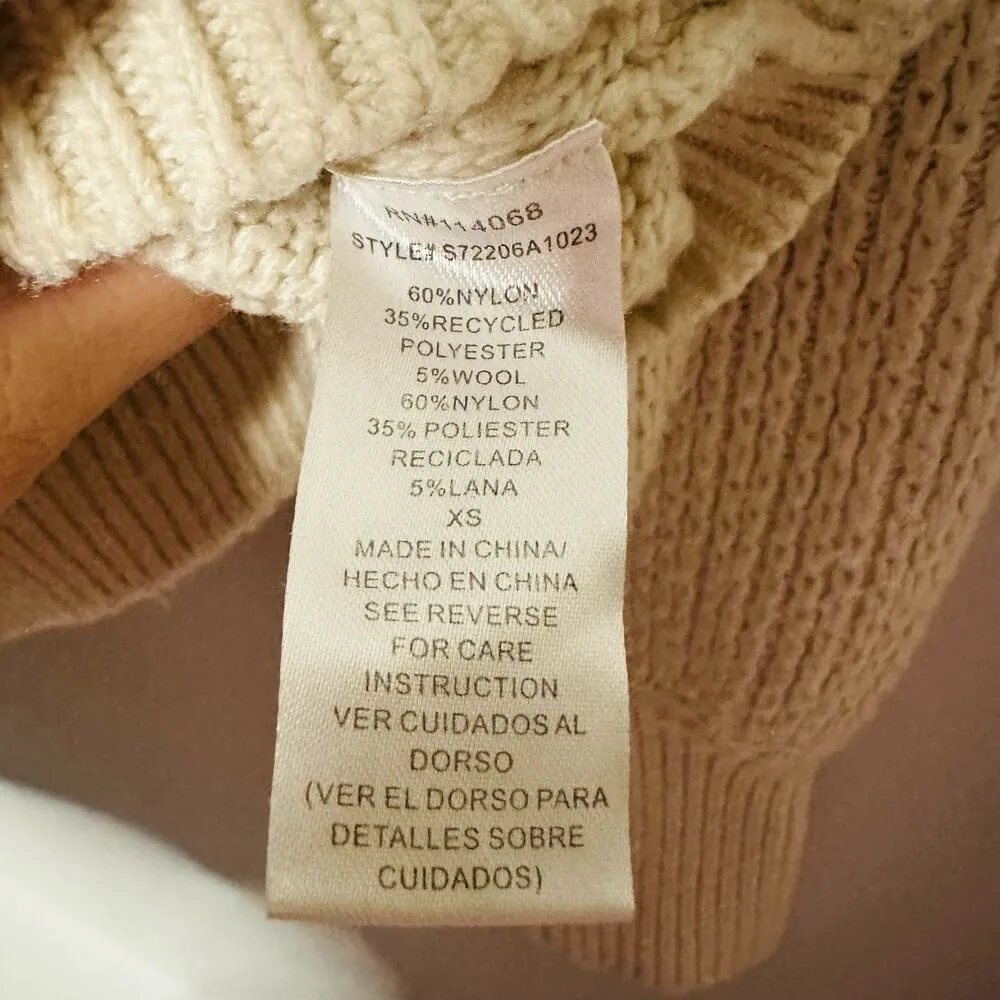 RN#114068
STYLE# S72206A1023
60%NYLON
35%RECYCLED
POLYESTER
5%WOOL
60%NYLON
35% POLIESTER
RECICLADA
5%LANA
XS
MADE IN CHINA/
HECHO EN CHINA
SEE REVERSE
FOR CARE
INSTRUCTION
VER CUIDADOS AL
DORSO
(VER EL DORSO PARA
DETALLES SOBRE
CUIDADOS)